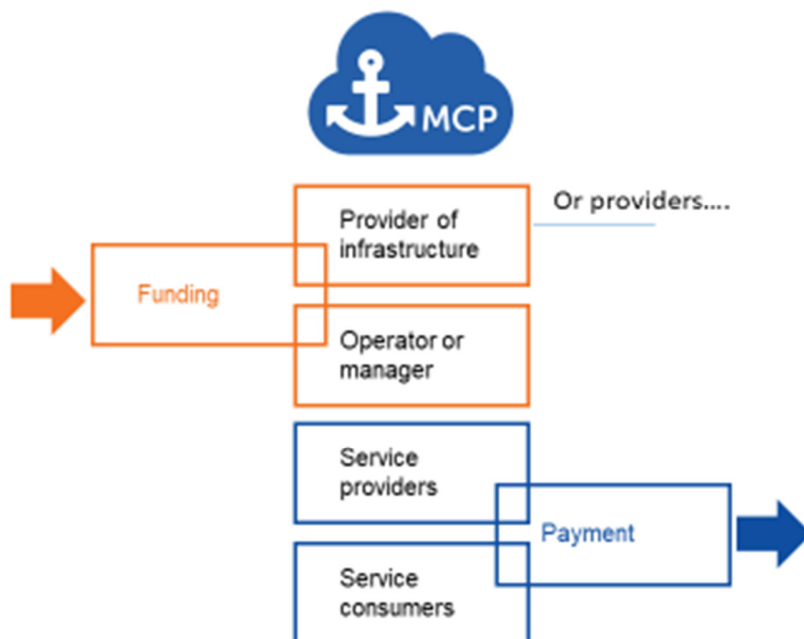 MCP
Provider of
infrastructure
Or providers....
Funding
Operator or
manager
Service
providers
Payment
Service
consumers